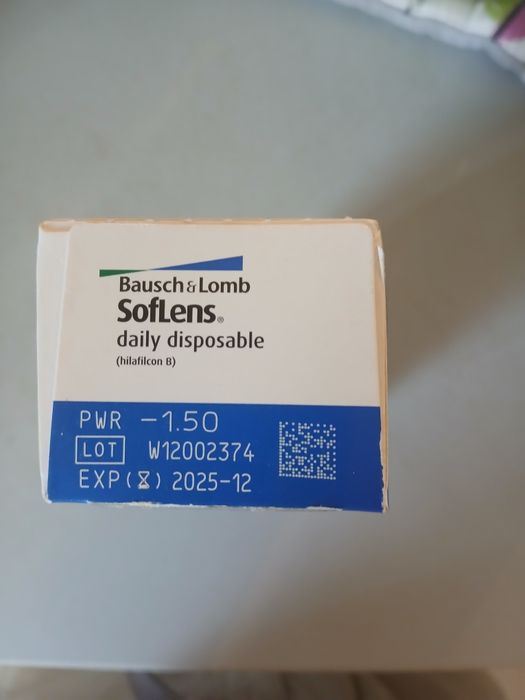 Bausch & Lomb
SofLens®
daily disposable
(hilafilcon B)
PWR -1.50
LOT W12002374
EXP (⌛) 2025-12